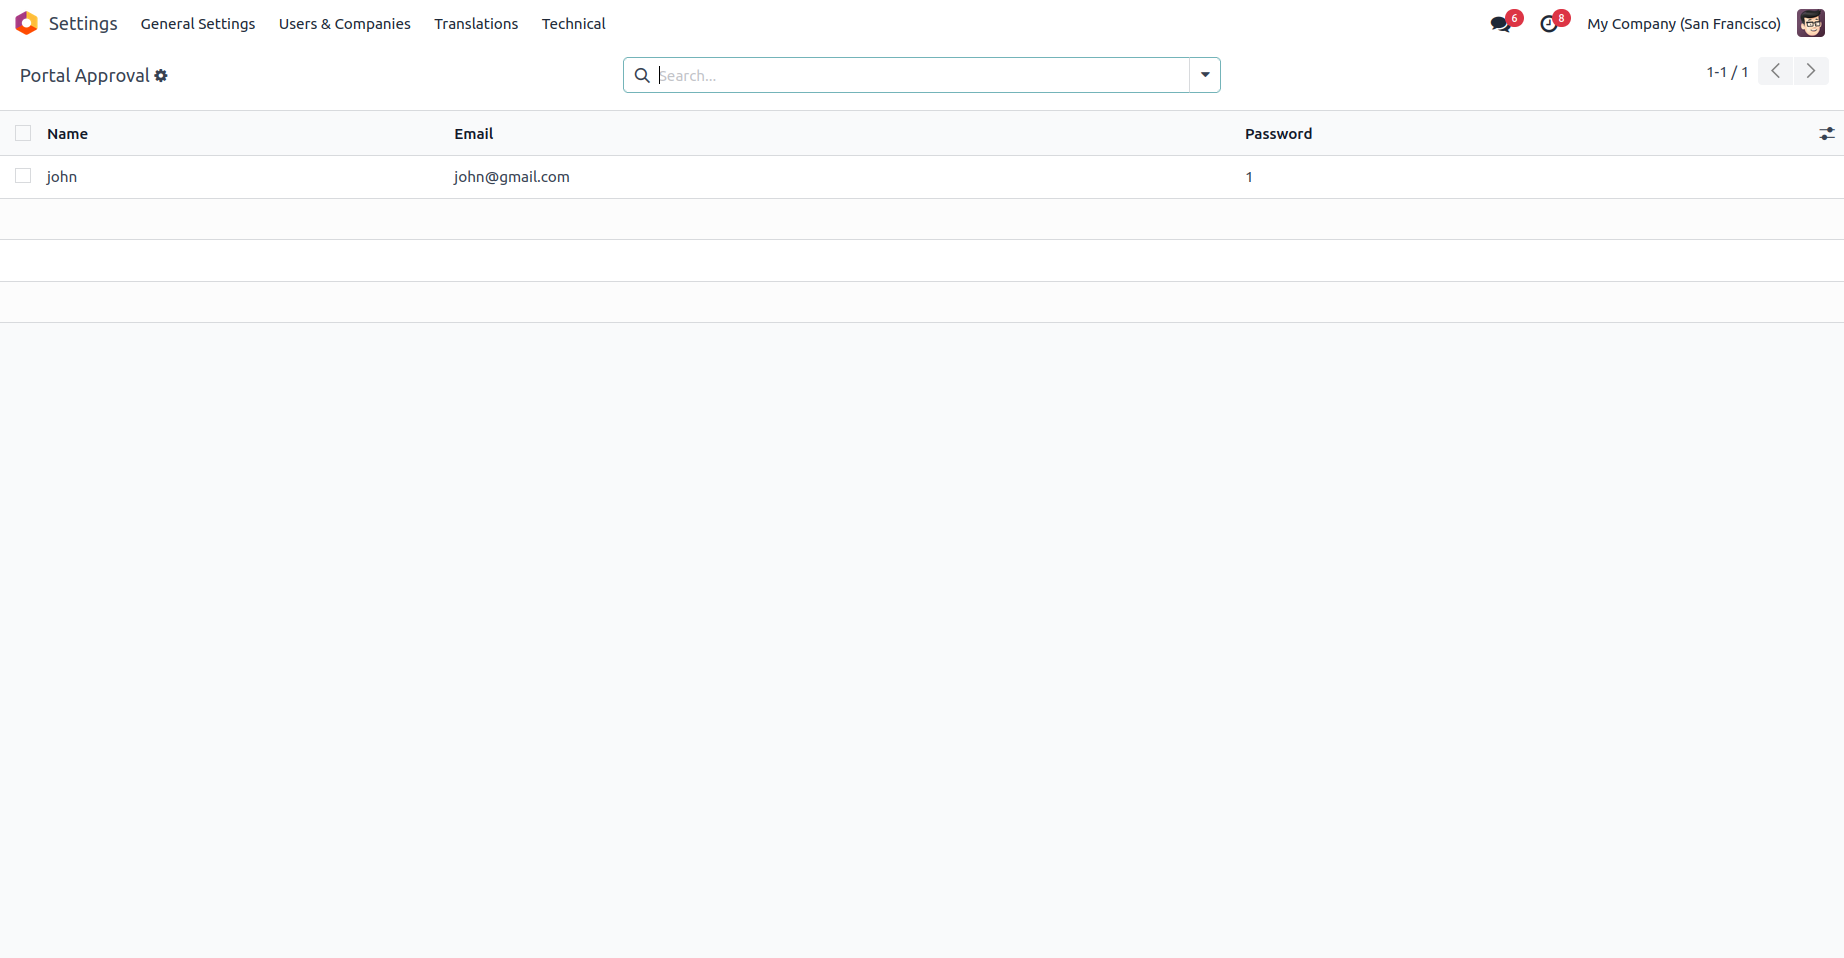 Settings General Settings Users & Companies Translations Technical 6 8 My Company (San Francisco)
Portal Approval Search... 1-1 / 1
Name Email Password
john john@gmail.com 1